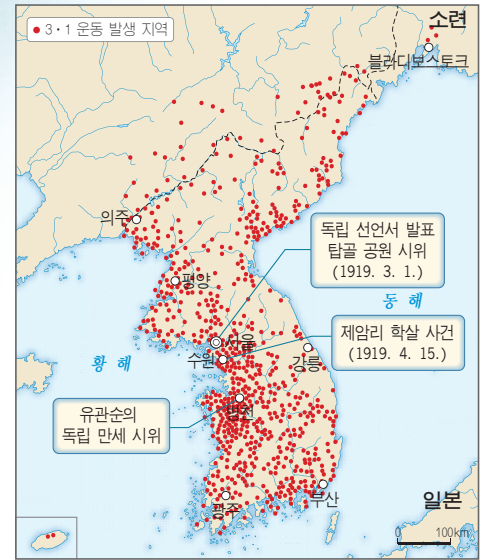 ● 3·1 운동 발생 지역
소련
블라디보스토크
의주
독립 선언서 발표
탑골 공원 시위
(1919. 3. 1.)
평양
동해
서울
제암리 학살 사건
(1919. 4. 15.)
수원
강릉
황해
유관순의
독립 만세 시위
병천
광주
부산
일본
0 100km